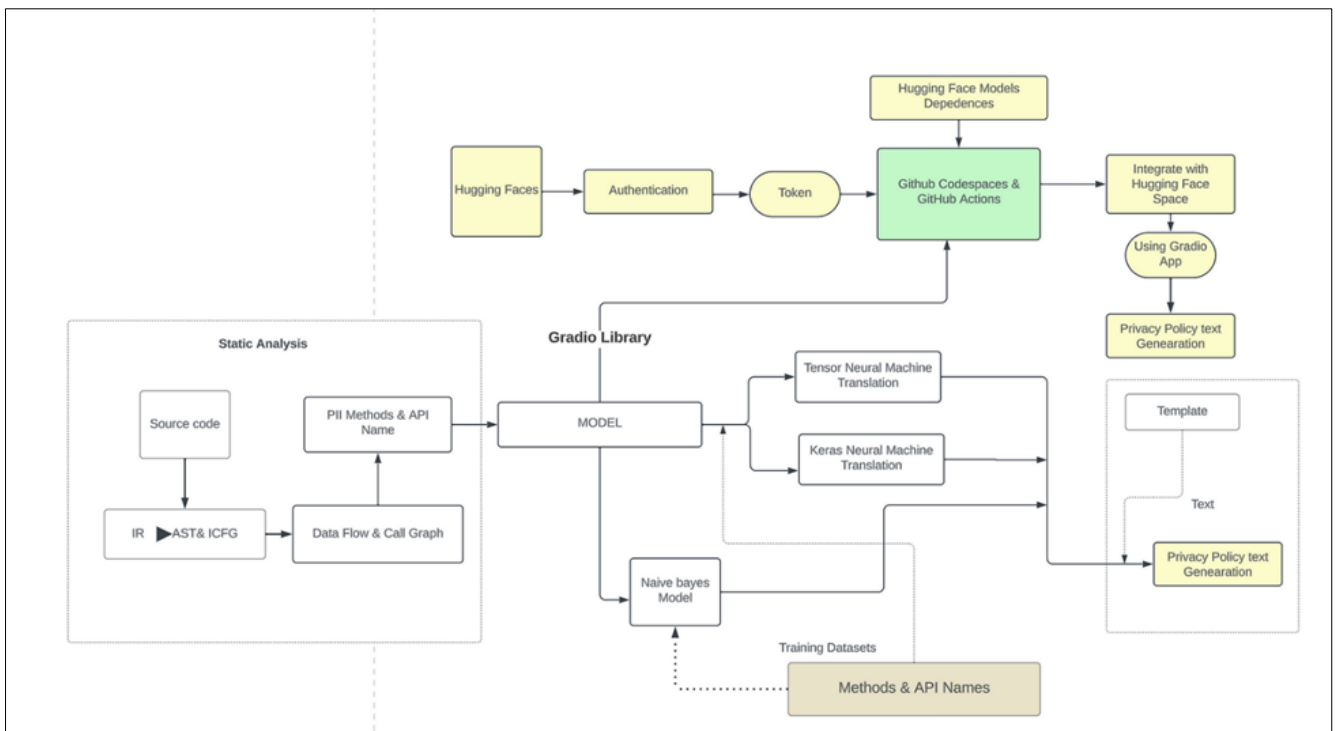 Hugging Face Models
Depedences
Hugging Faces
Authentication
Token
Github Codespaces &
GitHub Actions
Integrate with
Hugging Face
Space
Using Gradio
App
Privacy Policy text
Genearation
Gradio Library
Static Analysis
Source code
PII Methods & API
Name
IR AST& ICFG
Data Flow & Call Graph
MODEL
Tensor Neural Machine
Translation
Keras Neural Machine
Translation
Naive bayes
Model
Training Datasets
Methods & API Names
Template
Text
Privacy Policy text
Genearation